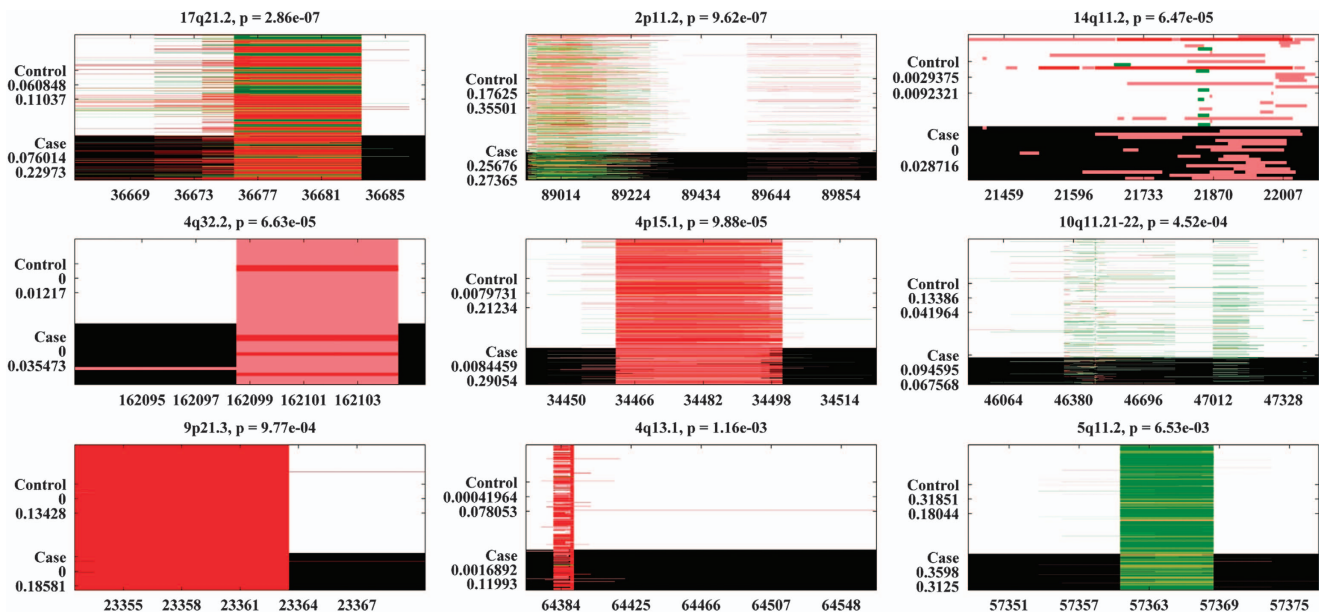 17q21.2, p = 2.86e-07
Control
0.060848
0.11037
Case
0.076014
0.22973
36669 36673 36677 36681 36685
2p11.2, p = 9.62e-07
Control
0.17625
0.35501
Case
0.25676
0.27365
89014 89224 89434 89644 89854
14q11.2, p = 6.47e-05
Control
0.0029375
0.0092321
Case
0
0.028716
21459 21596 21733 21870 22007
4q32.2, p = 6.63e-05
Control
0
0.01217
Case
0
0.035473
162095 162097 162099 162101 162103
4p15.1, p = 9.88e-05
Control
0.0079731
0.21234
Case
0.0084459
0.29054
34450 34466 34482 34498 34514
10q11.21-22, p = 4.52e-04
Control
0.13386
0.041964
Case
0.094595
0.067568
46064 46380 46696 47012 47328
9p21.3, p = 9.77e-04
Control
0
0.13428
Case
0
0.18581
23355 23358 23361 23364 23367
4q13.1, p = 1.16e-03
Control
0.00041964
0.078053
Case
0.0016892
0.11993
64384 64425 64466 64507 64548
5q11.2, p = 6.53e-03
Control
0.31851
0.18044
Case
0.3598
0.3125
57351 57357 57363 57369 57375